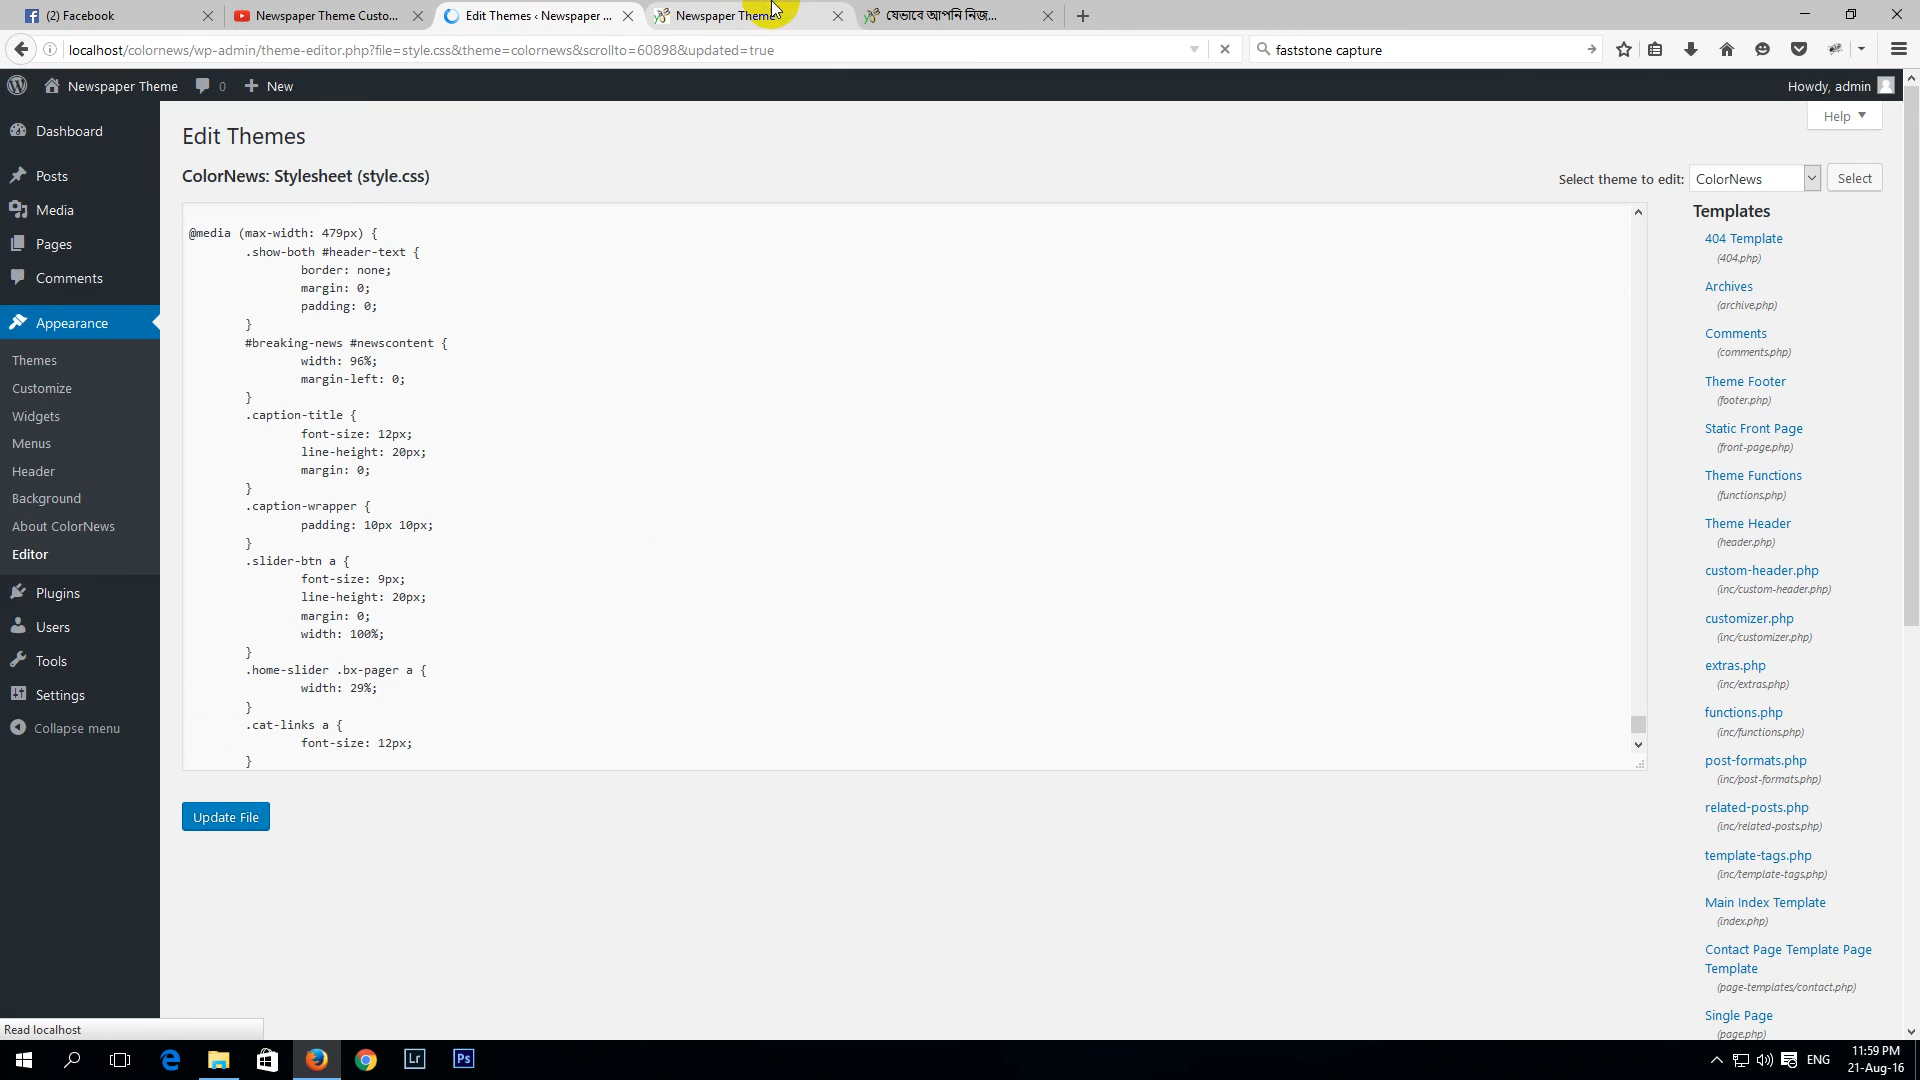 (2) Facebook
Newspaper Theme Custo...
Edit Themes ‹ Newspaper ...
Newspaper Theme
যেভাবে আপনি নিজ...
localhost/colornews/wp-admin/theme-editor.php?file=style.css&theme=colornews&scrollto=60898&updated=true
faststone capture
Newspaper Theme
0
New
Howdy, admin
Help
Dashboard
Posts
Media
Pages
Comments
Appearance
Themes
Customize
Widgets
Menus
Header
Background
About ColorNews
Editor
Plugins
Users
Tools
Settings
Collapse menu
Edit Themes
ColorNews: Stylesheet (style.css)
Select theme to edit:
ColorNews
Select
@media (max-width: 479px) {
.show-both #header-text {
border: none;
margin: 0;
padding: 0;
}
#breaking-news #newscontent {
width: 96%;
margin-left: 0;
}
.caption-title {
font-size: 12px;
line-height: 20px;
margin: 0;
}
.caption-wrapper {
padding: 10px 10px;
}
.slider-btn a {
font-size: 9px;
line-height: 20px;
margin: 0;
width: 100%;
}
.home-slider .bx-pager a {
width: 29%;
}
.cat-links a {
font-size: 12px;
}
Update File
Templates
404 Template
(404.php)
Archives
(archive.php)
Comments
(comments.php)
Theme Footer
(footer.php)
Static Front Page
(front-page.php)
Theme Functions
(functions.php)
Theme Header
(header.php)
custom-header.php
(inc/custom-header.php)
customizer.php
(inc/customizer.php)
extras.php
(inc/extras.php)
functions.php
(inc/functions.php)
post-formats.php
(inc/post-formats.php)
related-posts.php
(inc/related-posts.php)
template-tags.php
(inc/template-tags.php)
Main Index Template
(index.php)
Contact Page Template Page
Template
(page-templates/contact.php)
Single Page
(page.php)
Read localhost
Lr
Ps
ENG
11:59 PM
21-Aug-16